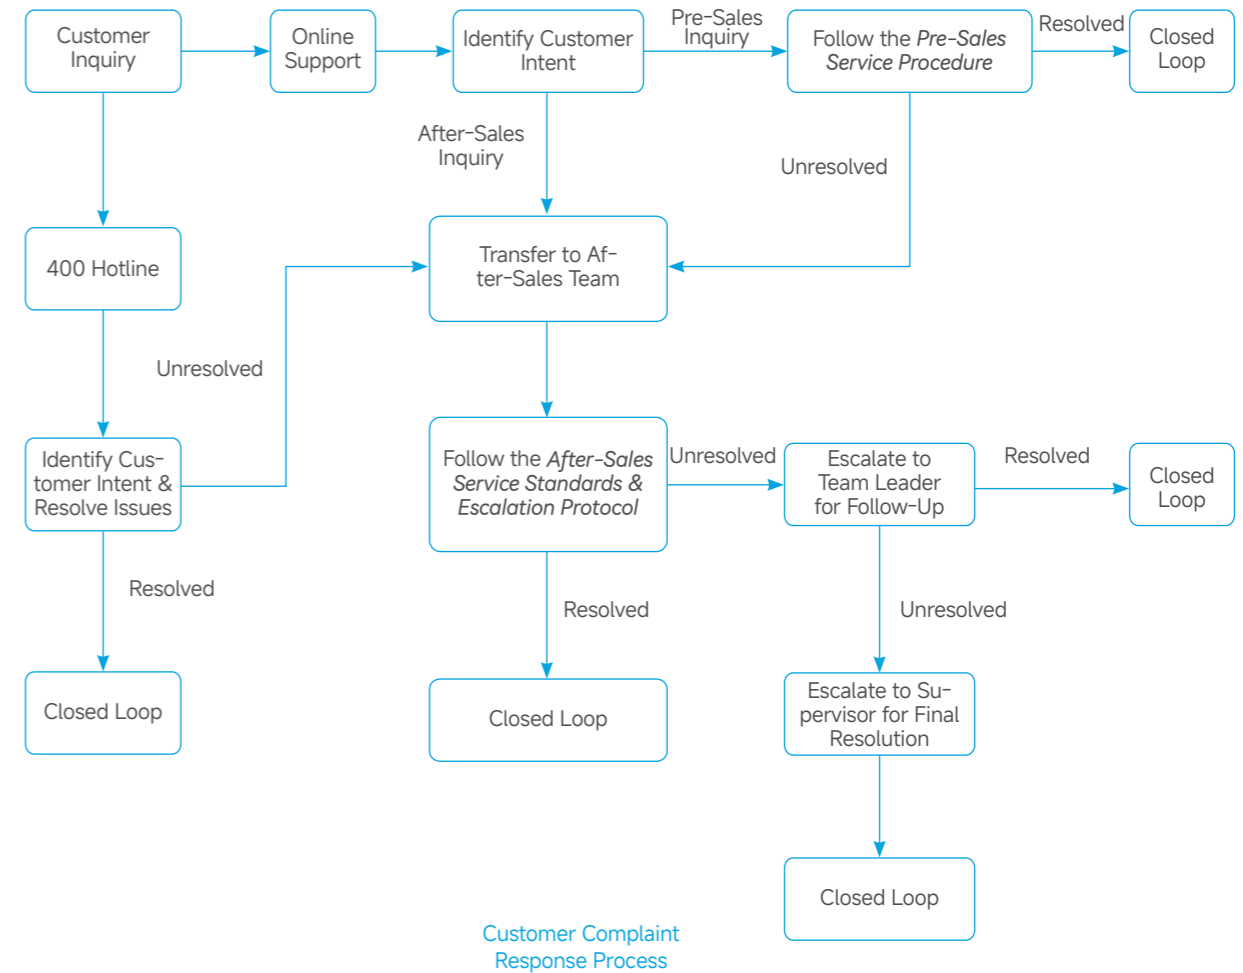 Customer
Inquiry
Online
Support
Identify Customer
Intent
Pre-Sales
Inquiry
Follow the Pre-Sales
Service Procedure
Resolved
Closed
Loop
After-Sales
Inquiry
Unresolved
400 Hotline
Transfer to Af-
ter-Sales Team
Unresolved
Identify Cus-
tomer Intent &
Resolve Issues
Follow the After-Sales
Service Standards &
Escalation Protocol
Unresolved
Escalate to
Team Leader
for Follow-Up
Resolved
Closed
Loop
Resolved
Resolved
Unresolved
Closed Loop
Closed Loop
Escalate to Su-
pervisor for Final
Resolution
Closed Loop
Customer Complaint
Response Process